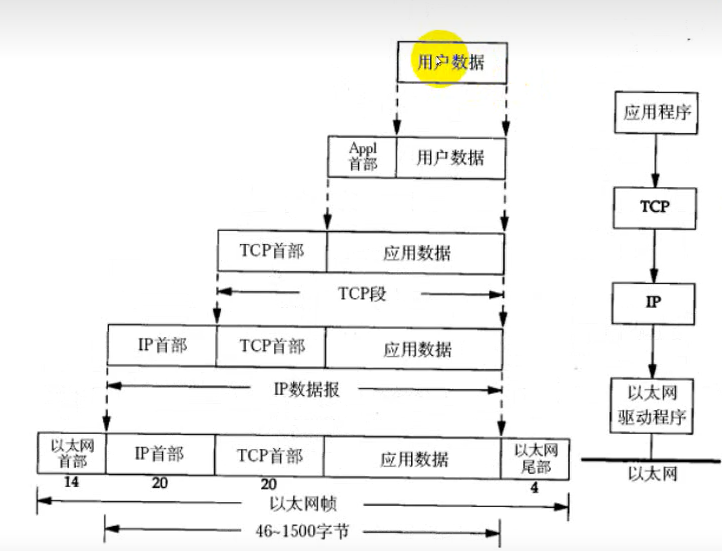 用户数据
Appl
首部
用户数据
TCP首部
应用数据
TCP段
IP首部
TCP首部
应用数据
IP数据报
以太网
首部
IP首部
TCP首部
应用数据
以太网
尾部
14
20
20
4
以太网帧
46~1500字节
应用程序
TCP
IP
以太网
驱动程序
以太网